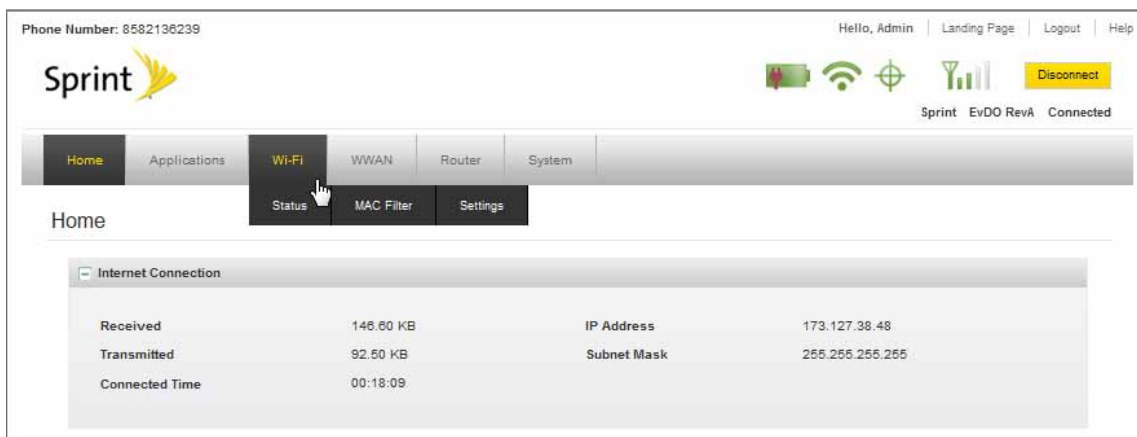 Phone Number: 8582136239
Hello, Admin Landing Page Logout Help
Sprint
Disconnect
Sprint EvDO RevA Connected
Home Applications Wi-Fi WWAN Router System
Status MAC Filter Settings
Home
Internet Connection
Received 146.60 KB IP Address 173.127.38.48
Transmitted 92.50 KB Subnet Mask 255.255.255.255
Connected Time 00:18:09